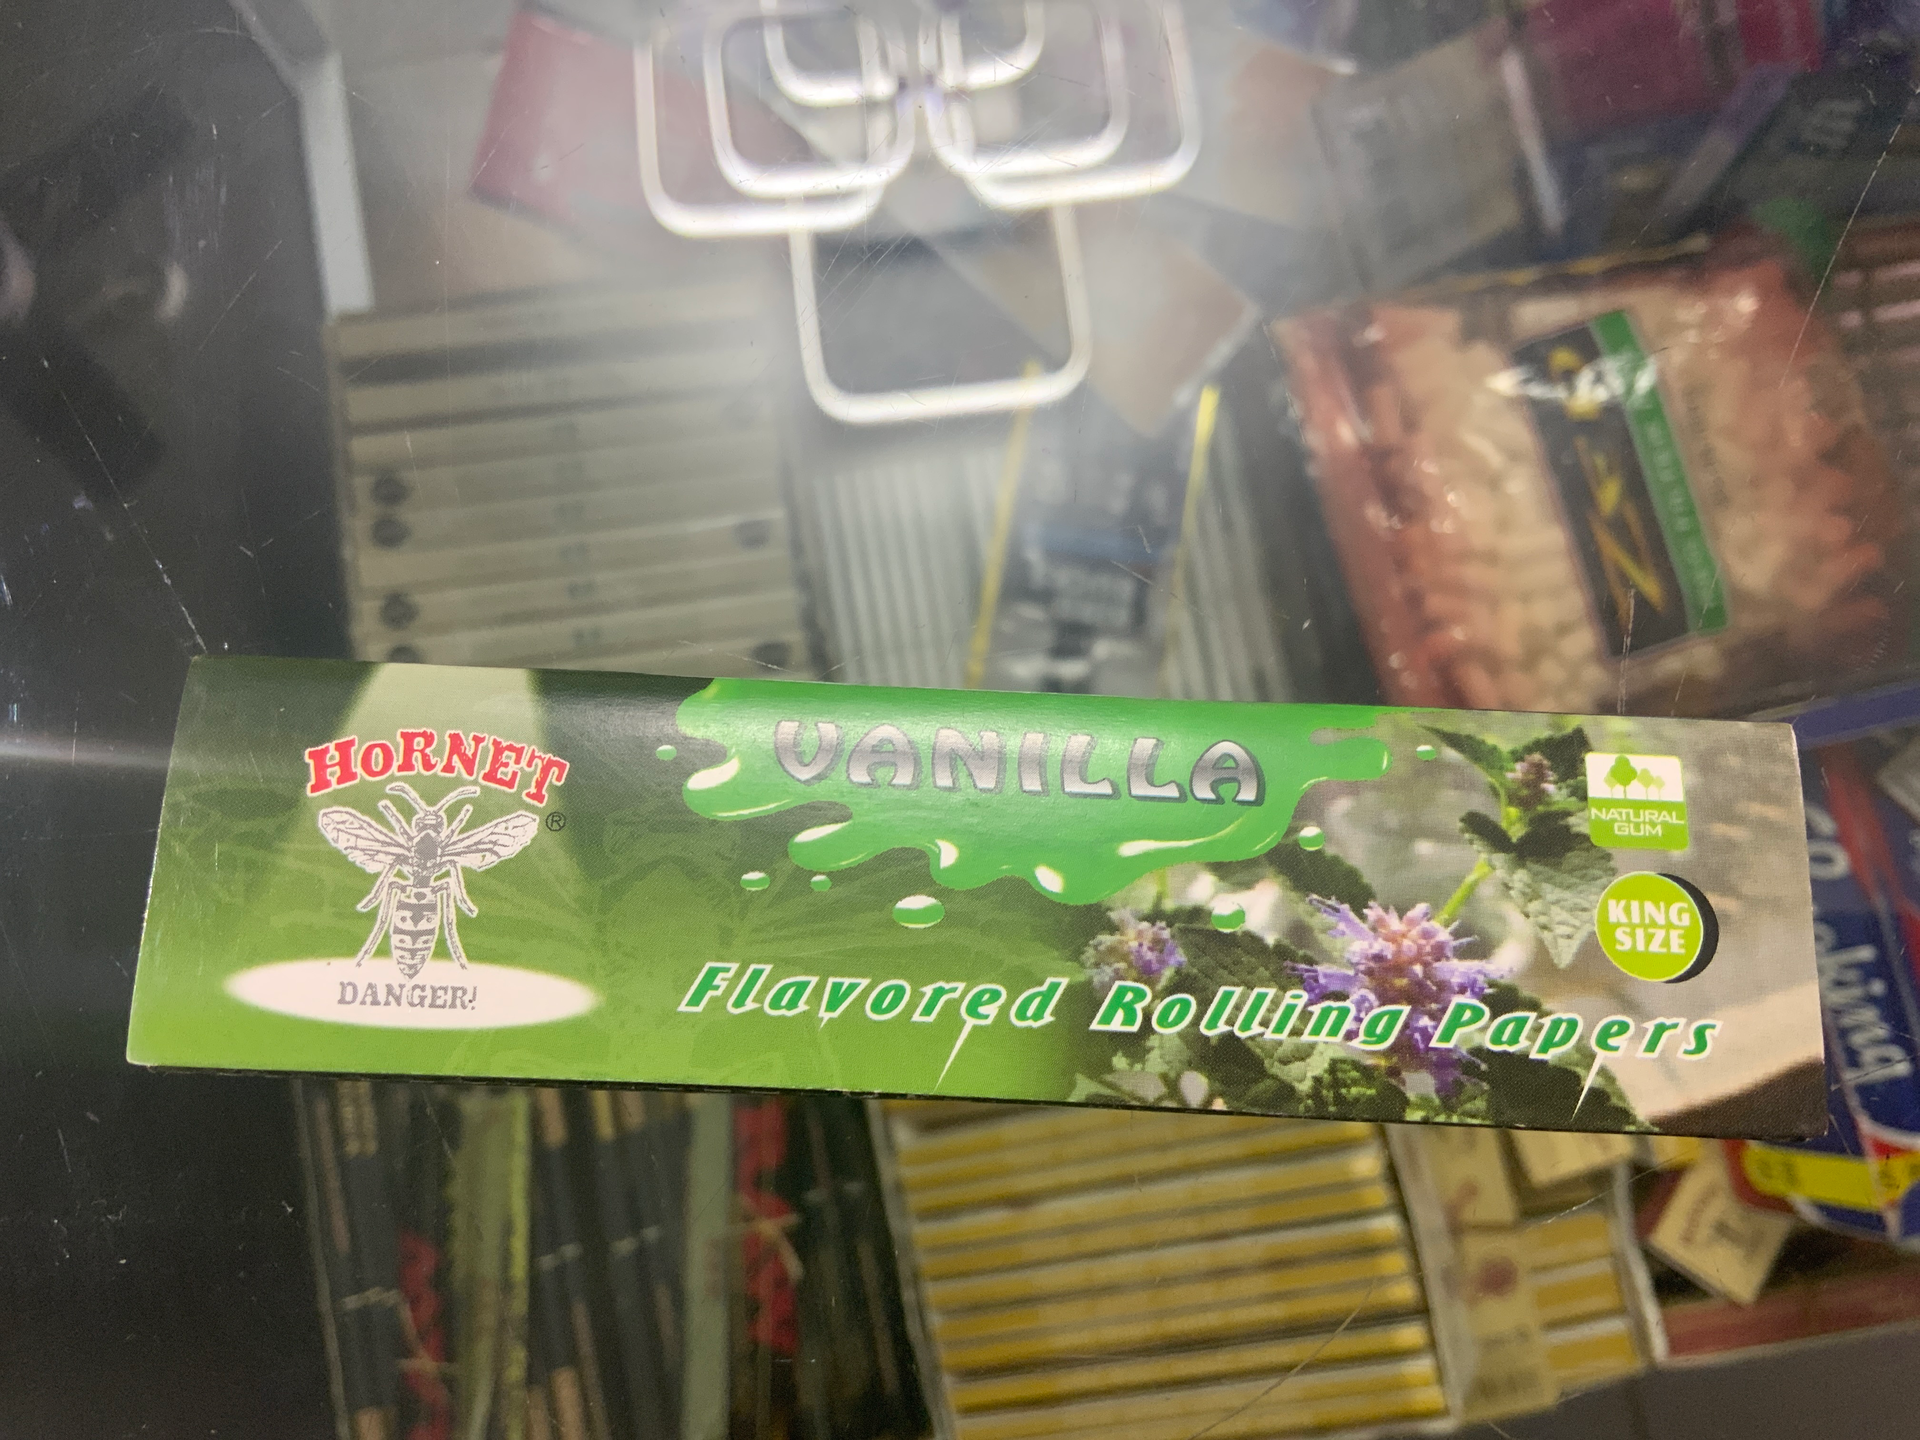 HoRNET
®
DANGER!
VANILLA
Flavored Rolling Papers
NATURAL
GUM
KING
SIZE